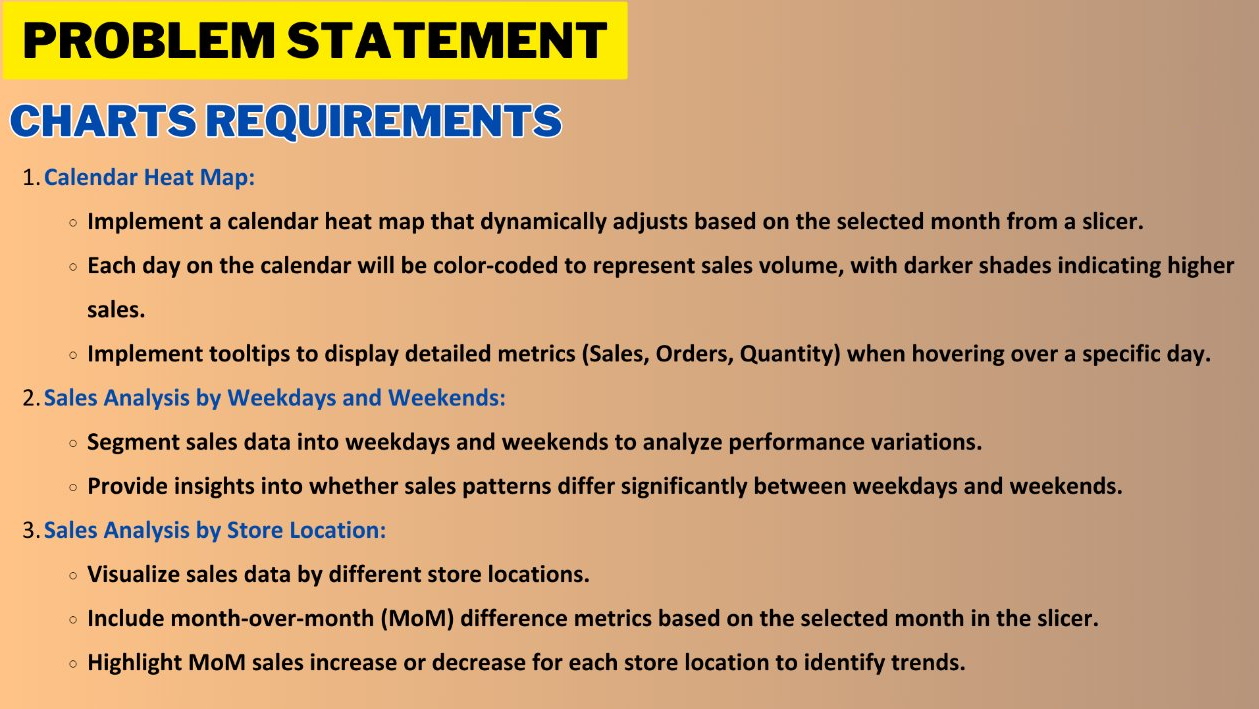 PROBLEM STATEMENT
CHARTS REQUIREMENTS
1. Calendar Heat Map:
○ Implement a calendar heat map that dynamically adjusts based on the selected month from a slicer.
○ Each day on the calendar will be color-coded to represent sales volume, with darker shades indicating higher
sales.
○ Implement tooltips to display detailed metrics (Sales, Orders, Quantity) when hovering over a specific day.
2. Sales Analysis by Weekdays and Weekends:
○ Segment sales data into weekdays and weekends to analyze performance variations.
○ Provide insights into whether sales patterns differ significantly between weekdays and weekends.
3. Sales Analysis by Store Location:
○ Visualize sales data by different store locations.
○ Include month-over-month (MoM) difference metrics based on the selected month in the slicer.
○ Highlight MoM sales increase or decrease for each store location to identify trends.